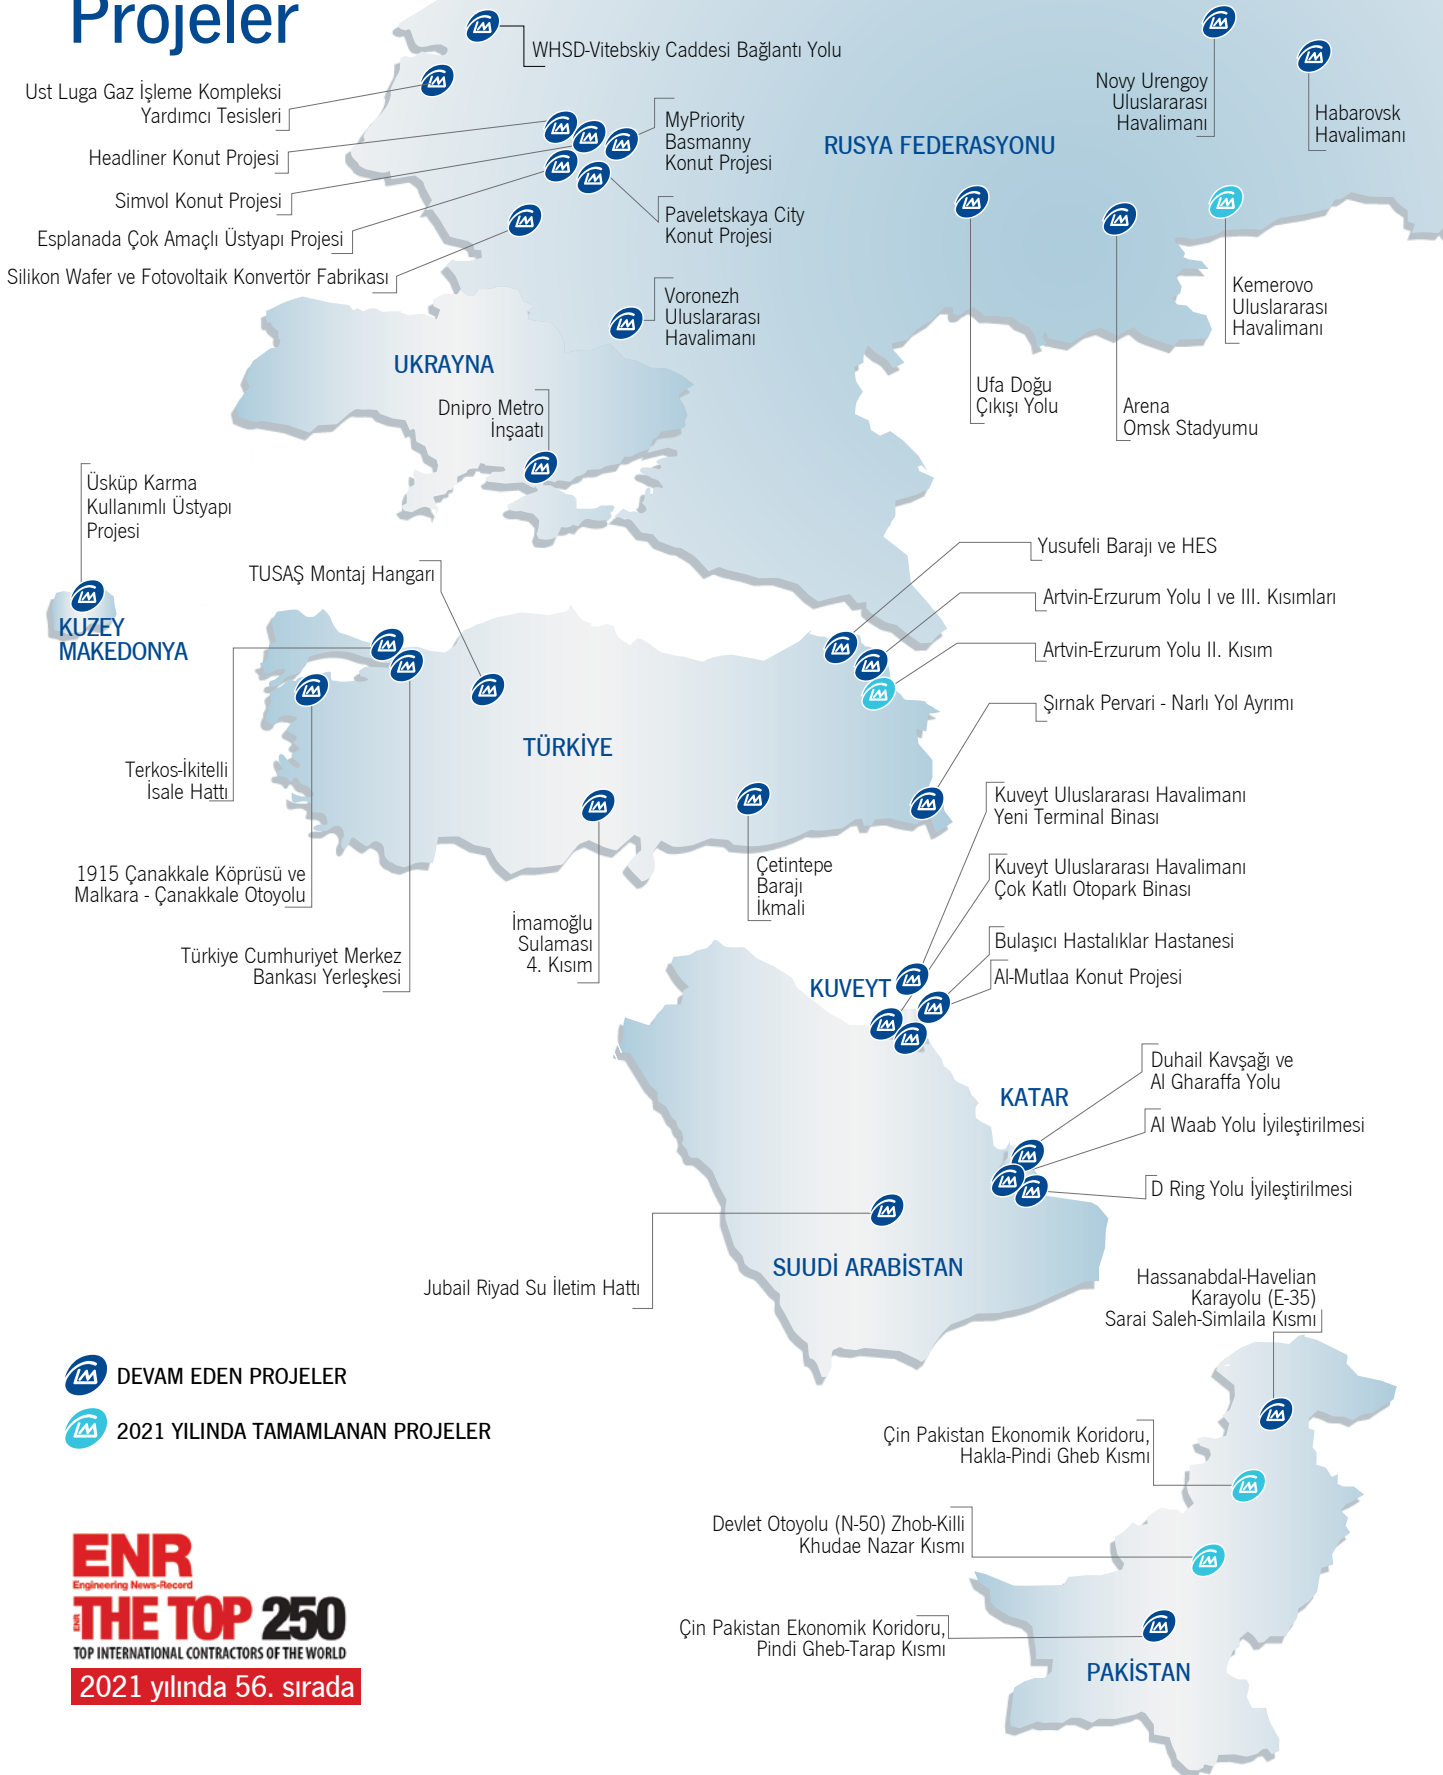 Projeler
WHSD-Vitebskiy Caddesi Bağlantı Yolu
Ust Luga Gaz İşleme Kompleksi
Yardımcı Tesisleri
Headliner Konut Projesi
Simvol Konut Projesi
Esplanada Çok Amaçlı Üstyapı Projesi
Silikon Wafer ve Fotovoltaik Konvertör Fabrikası
MyPriority
Basmanny
Konut Projesi
Paveletskaya City
Konut Projesi
Voronezh
Uluslararası
Havalimanı
RUSYA FEDERASYONU
Novy Urengoy
Uluslararası
Havalimanı
Habarovsk
Havalimanı
Kemerovo
Uluslararası
Havalimanı
Ufa Doğu
Çıkışı Yolu
Arena
Omsk Stadyumu
UKRAYNA
Dnipro Metro
İnşaatı
Üsküp Karma
Kullanımlı Üstyapı
Projesi
KUZEY
MAKEDONYA
TUSAŞ Montaj Hangarı
Yusufeli Barajı ve HES
Artvin-Erzurum Yolu I ve III. Kısımları
Artvin-Erzurum Yolu II. Kısım
Şırnak Pervari - Narlı Yol Ayrımı
TÜRKİYE
Terkos-İkitelli
İsale Hattı
1915 Çanakkale Köprüsü ve
Malkara - Çanakkale Otoyolu
Türkiye Cumhuriyet Merkez
Bankası Yerleşkesi
İmamoğlu
Sulaması
4. Kısım
Çetintepe
Barajı
İkmali
Kuveyt Uluslararası Havalimanı
Yeni Terminal Binası
Kuveyt Uluslararası Havalimanı
Çok Katlı Otopark Binası
Bulaşıcı Hastalıklar Hastanesi
Al-Mutlaa Konut Projesi
KUVEYT
KATAR
Duhail Kavşağı ve
Al Gharaffa Yolu
Al Waab Yolu İyileştirilmesi
D Ring Yolu İyileştirilmesi
SUUDİ ARABİSTAN
Jubail Riyad Su İletim Hattı
Hassanabdal-Havelian
Karayolu (E-35)
Sarai Saleh-Simlaila Kısmı
DEVAM EDEN PROJELER
2021 YILINDA TAMAMLANAN PROJELER
Çin Pakistan Ekonomik Koridoru,
Hakla-Pindi Gheb Kısmı
Devlet Otoyolu (N-50) Zhob-Killi
Khudae Nazar Kısmı
Çin Pakistan Ekonomik Koridoru,
Pindi Gheb-Tarap Kısmı
PAKİSTAN
ENR
Engineering News-Record
ENR THE TOP 250
TOP INTERNATIONAL CONTRACTORS OF THE WORLD
2021 yılında 56. sırada